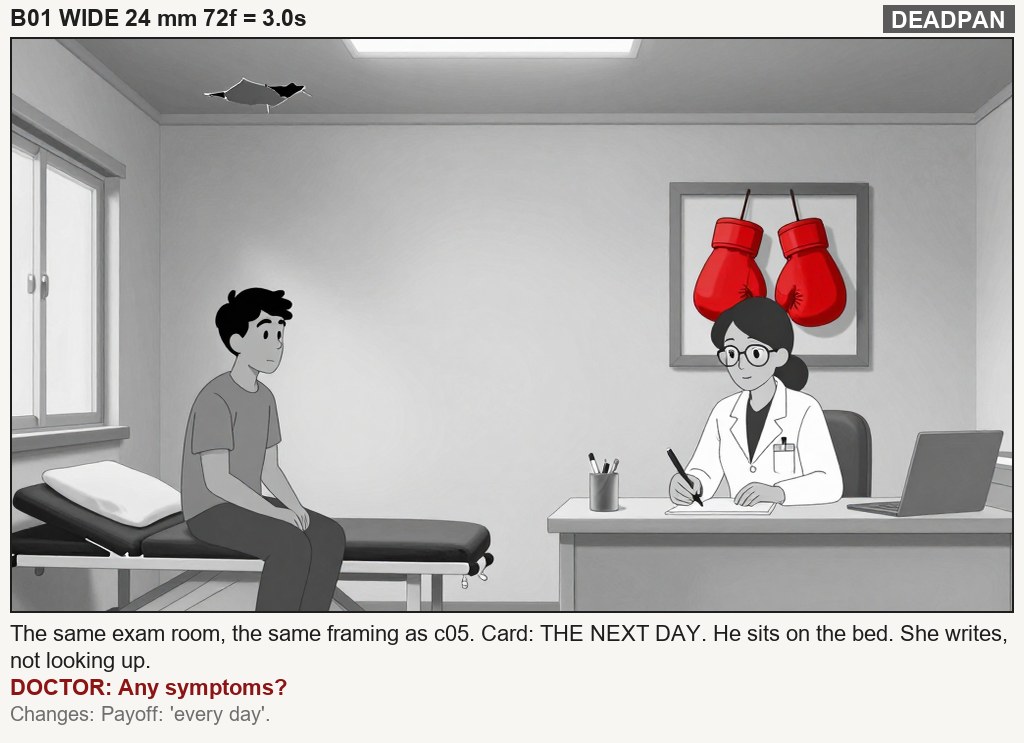 B01 WIDE 24 mm 72f = 3.0s
DEADPAN
The same exam room, the same framing as c05. Card: THE NEXT DAY. He sits on the bed. She writes,
not looking up.
DOCTOR: Any symptoms?
Changes: Payoff: 'every day'.